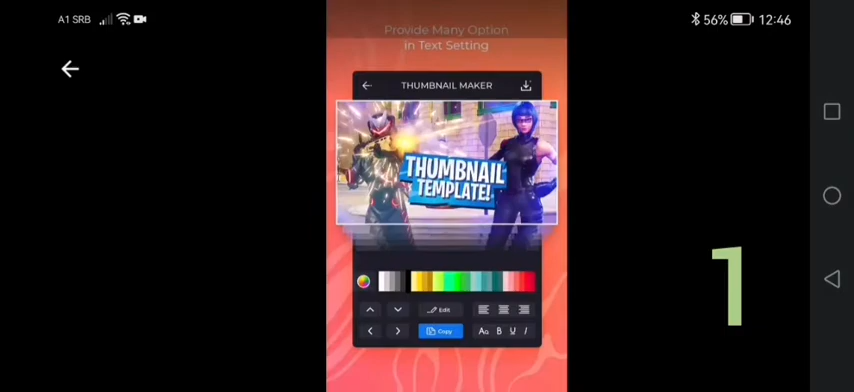 A1 SRB
56%
12:46
Provide Many Option
in Text Setting
THUMBNAIL MAKER
THUMBNAIL
TEMPLATE!
Edit
Copy
Aa B U I
1